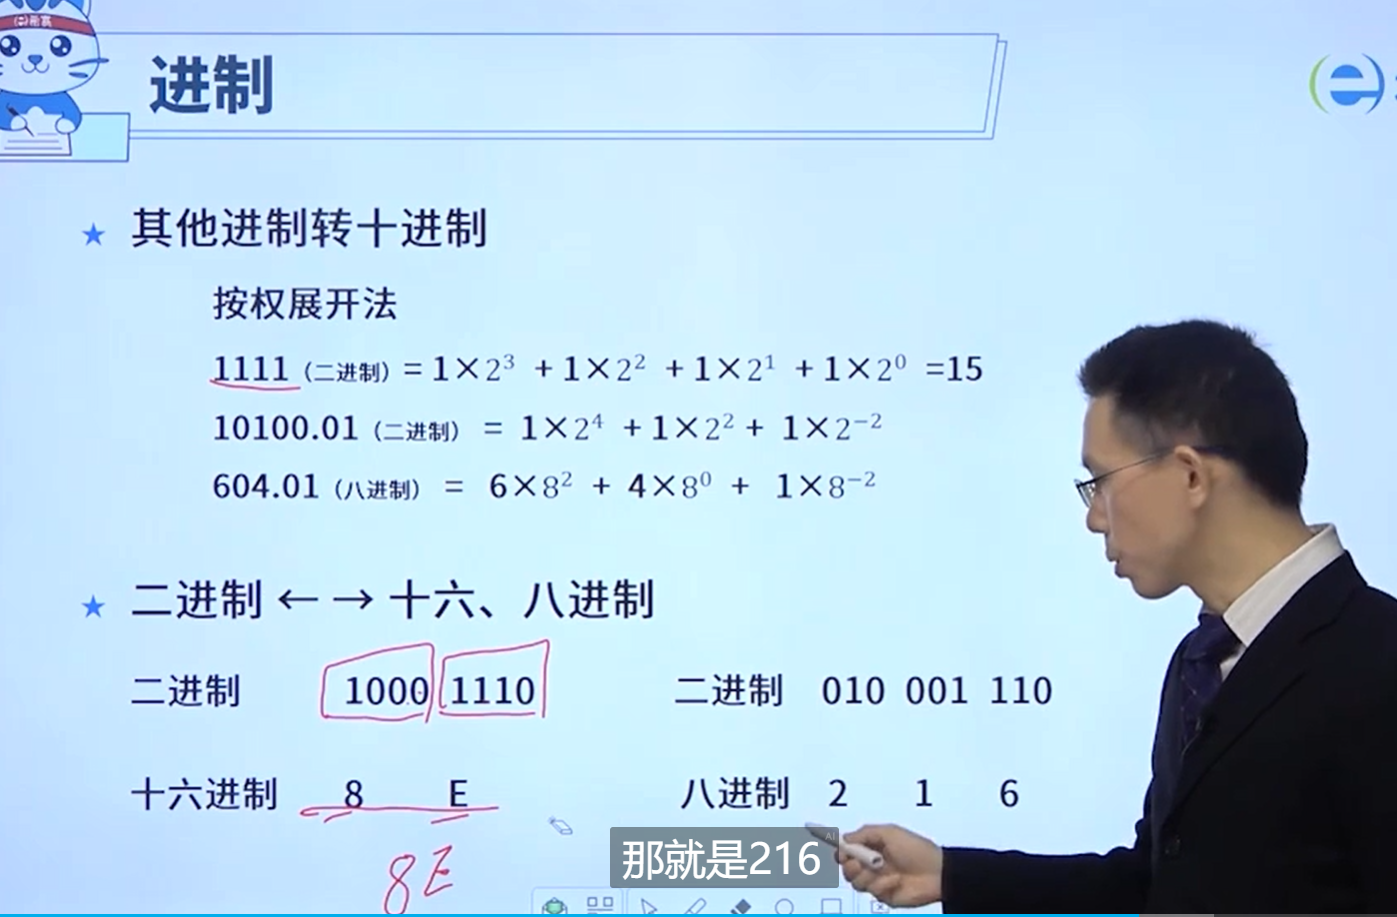 进制
★ 其他进制转十进制
按权展开法
1111（二进制）= 1×2³ + 1×2² + 1×2¹ + 1×2⁰ =15
10100.01（二进制） = 1×2⁴ + 1×2² + 1×2⁻²
604.01（八进制） = 6×8² + 4×8⁰ + 1×8⁻²
★ 二进制 ←→ 十六、八进制
二进制 1000 1110 二进制 010 001 110
十六进制 8 E 八进制 2 1 6
8E
那就是216
AI